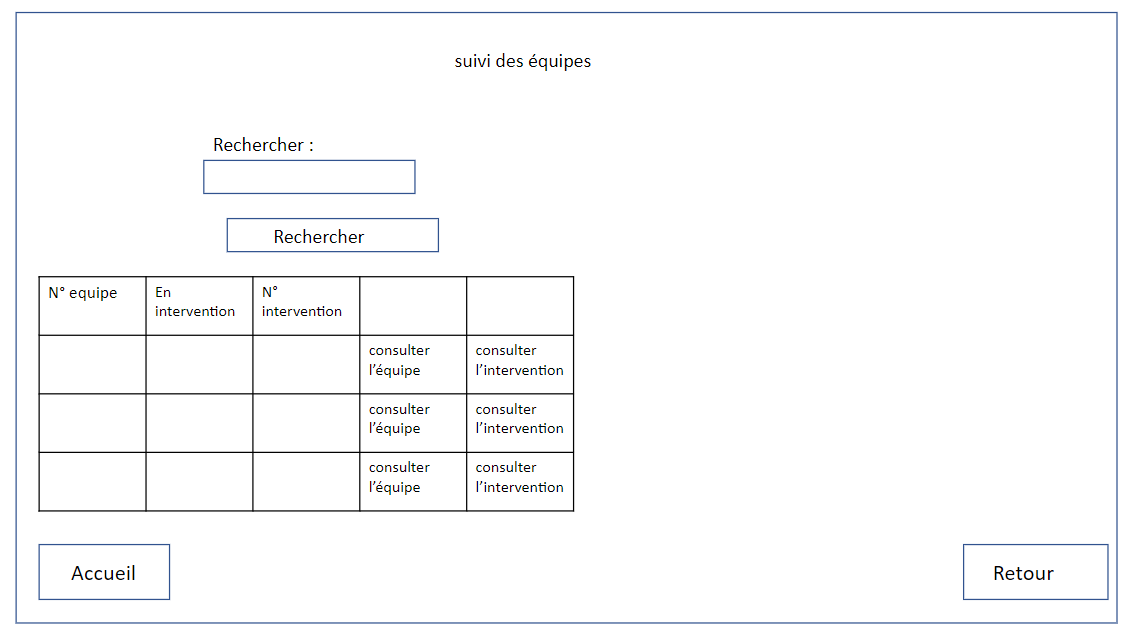 suivi des équipes
Rechercher :
Rechercher
N° equipe
En
intervention
N°
intervention
consulter
l’équipe
consulter
l’intervention
consulter
l’équipe
consulter
l’intervention
consulter
l’équipe
consulter
l’intervention
Accueil
Retour